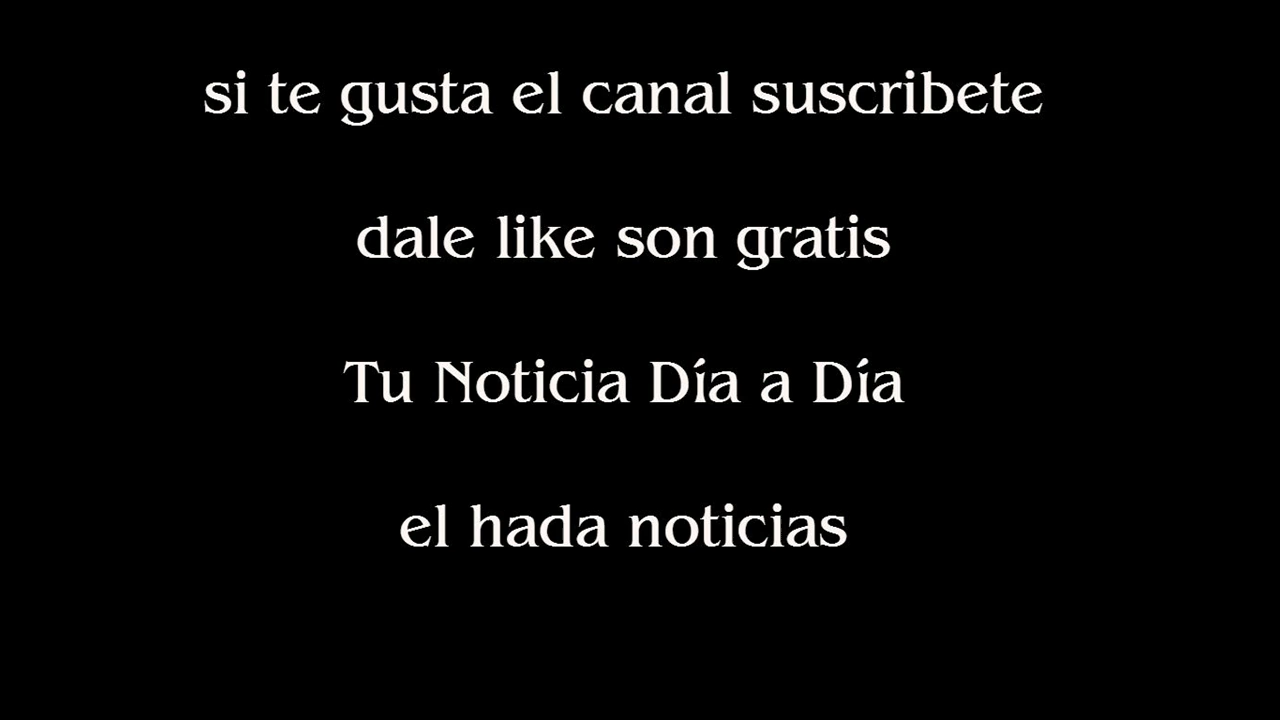 si te gusta el canal suscribete
dale like son gratis
Tu Noticia Día a Día
el hada noticias